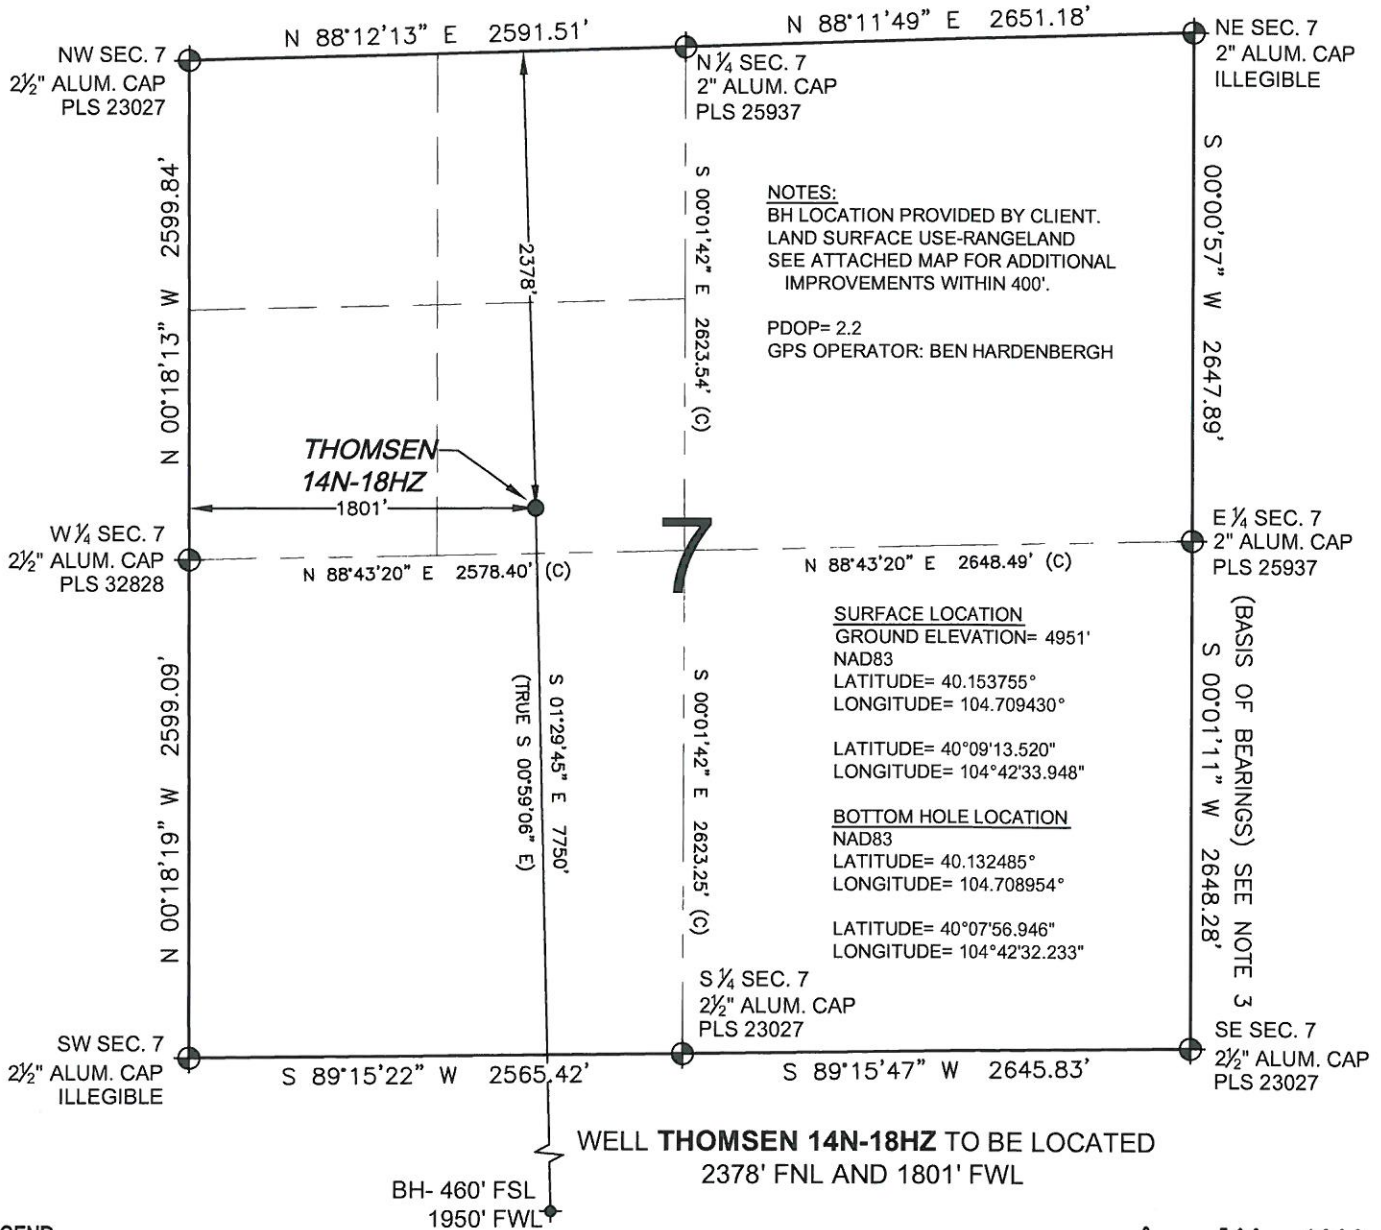 N 88°12'13" E 2591.51'
N 88°11'49" E 2651.18'
NW SEC. 7
2½" ALUM. CAP
PLS 23027
N ¼ SEC. 7
2" ALUM. CAP
PLS 25937
NE SEC. 7
2" ALUM. CAP
ILLEGIBLE
N 00°18'13" W 2599.84'
2378'
S 00°01'42" E 2623.54' (C)
NOTES:
BH LOCATION PROVIDED BY CLIENT.
LAND SURFACE USE-RANGELAND
SEE ATTACHED MAP FOR ADDITIONAL
IMPROVEMENTS WITHIN 400'.
PDOP= 2.2
GPS OPERATOR: BEN HARDENBERGH
S 00°00'57" W 2647.89'
THOMSEN
14N-18HZ
1801'
W ¼ SEC. 7
2½" ALUM. CAP
PLS 32828
N 88°43'20" E 2578.40' (C)
7
N 88°43'20" E 2648.49' (C)
E ¼ SEC. 7
2" ALUM. CAP
PLS 25937
N 00°18'19" W 2599.09'
S 01°29'45" E 7750'
(TRUE S 00°59'06" E)
S 00°01'42" E 2623.25' (C)
SURFACE LOCATION
GROUND ELEVATION= 4951'
NAD83
LATITUDE= 40.153755°
LONGITUDE= 104.709430°
LATITUDE= 40°09'13.520"
LONGITUDE= 104°42'33.948"
BOTTOM HOLE LOCATION
NAD83
LATITUDE= 40.132485°
LONGITUDE= 104.708954°
LATITUDE= 40°07'56.946"
LONGITUDE= 104°42'32.233"
S 00°01'11" W 2648.28'
(BASIS OF BEARINGS) SEE NOTE 3
SW SEC. 7
2½" ALUM. CAP
ILLEGIBLE
S 89°15'22" W 2565.42'
S ¼ SEC. 7
2½" ALUM. CAP
PLS 23027
S 89°15'47" W 2645.83'
SE SEC. 7
2½" ALUM. CAP
PLS 23027
WELL THOMSEN 14N-18HZ TO BE LOCATED
2378' FNL AND 1801' FWL
BH- 460' FSL
1950' FWL